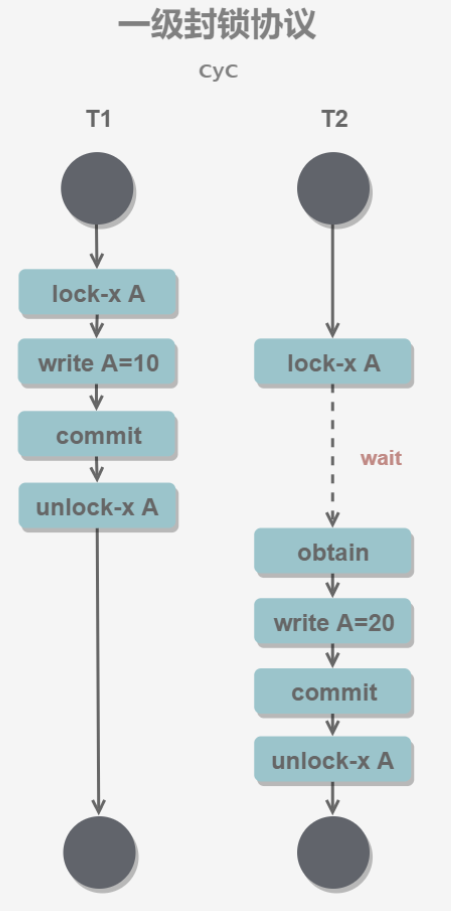 一级封锁协议
CyC
T1 T2
lock-x A
write A=10 lock-x A
commit
wait
unlock-x A
obtain
write A=20
commit
unlock-x A